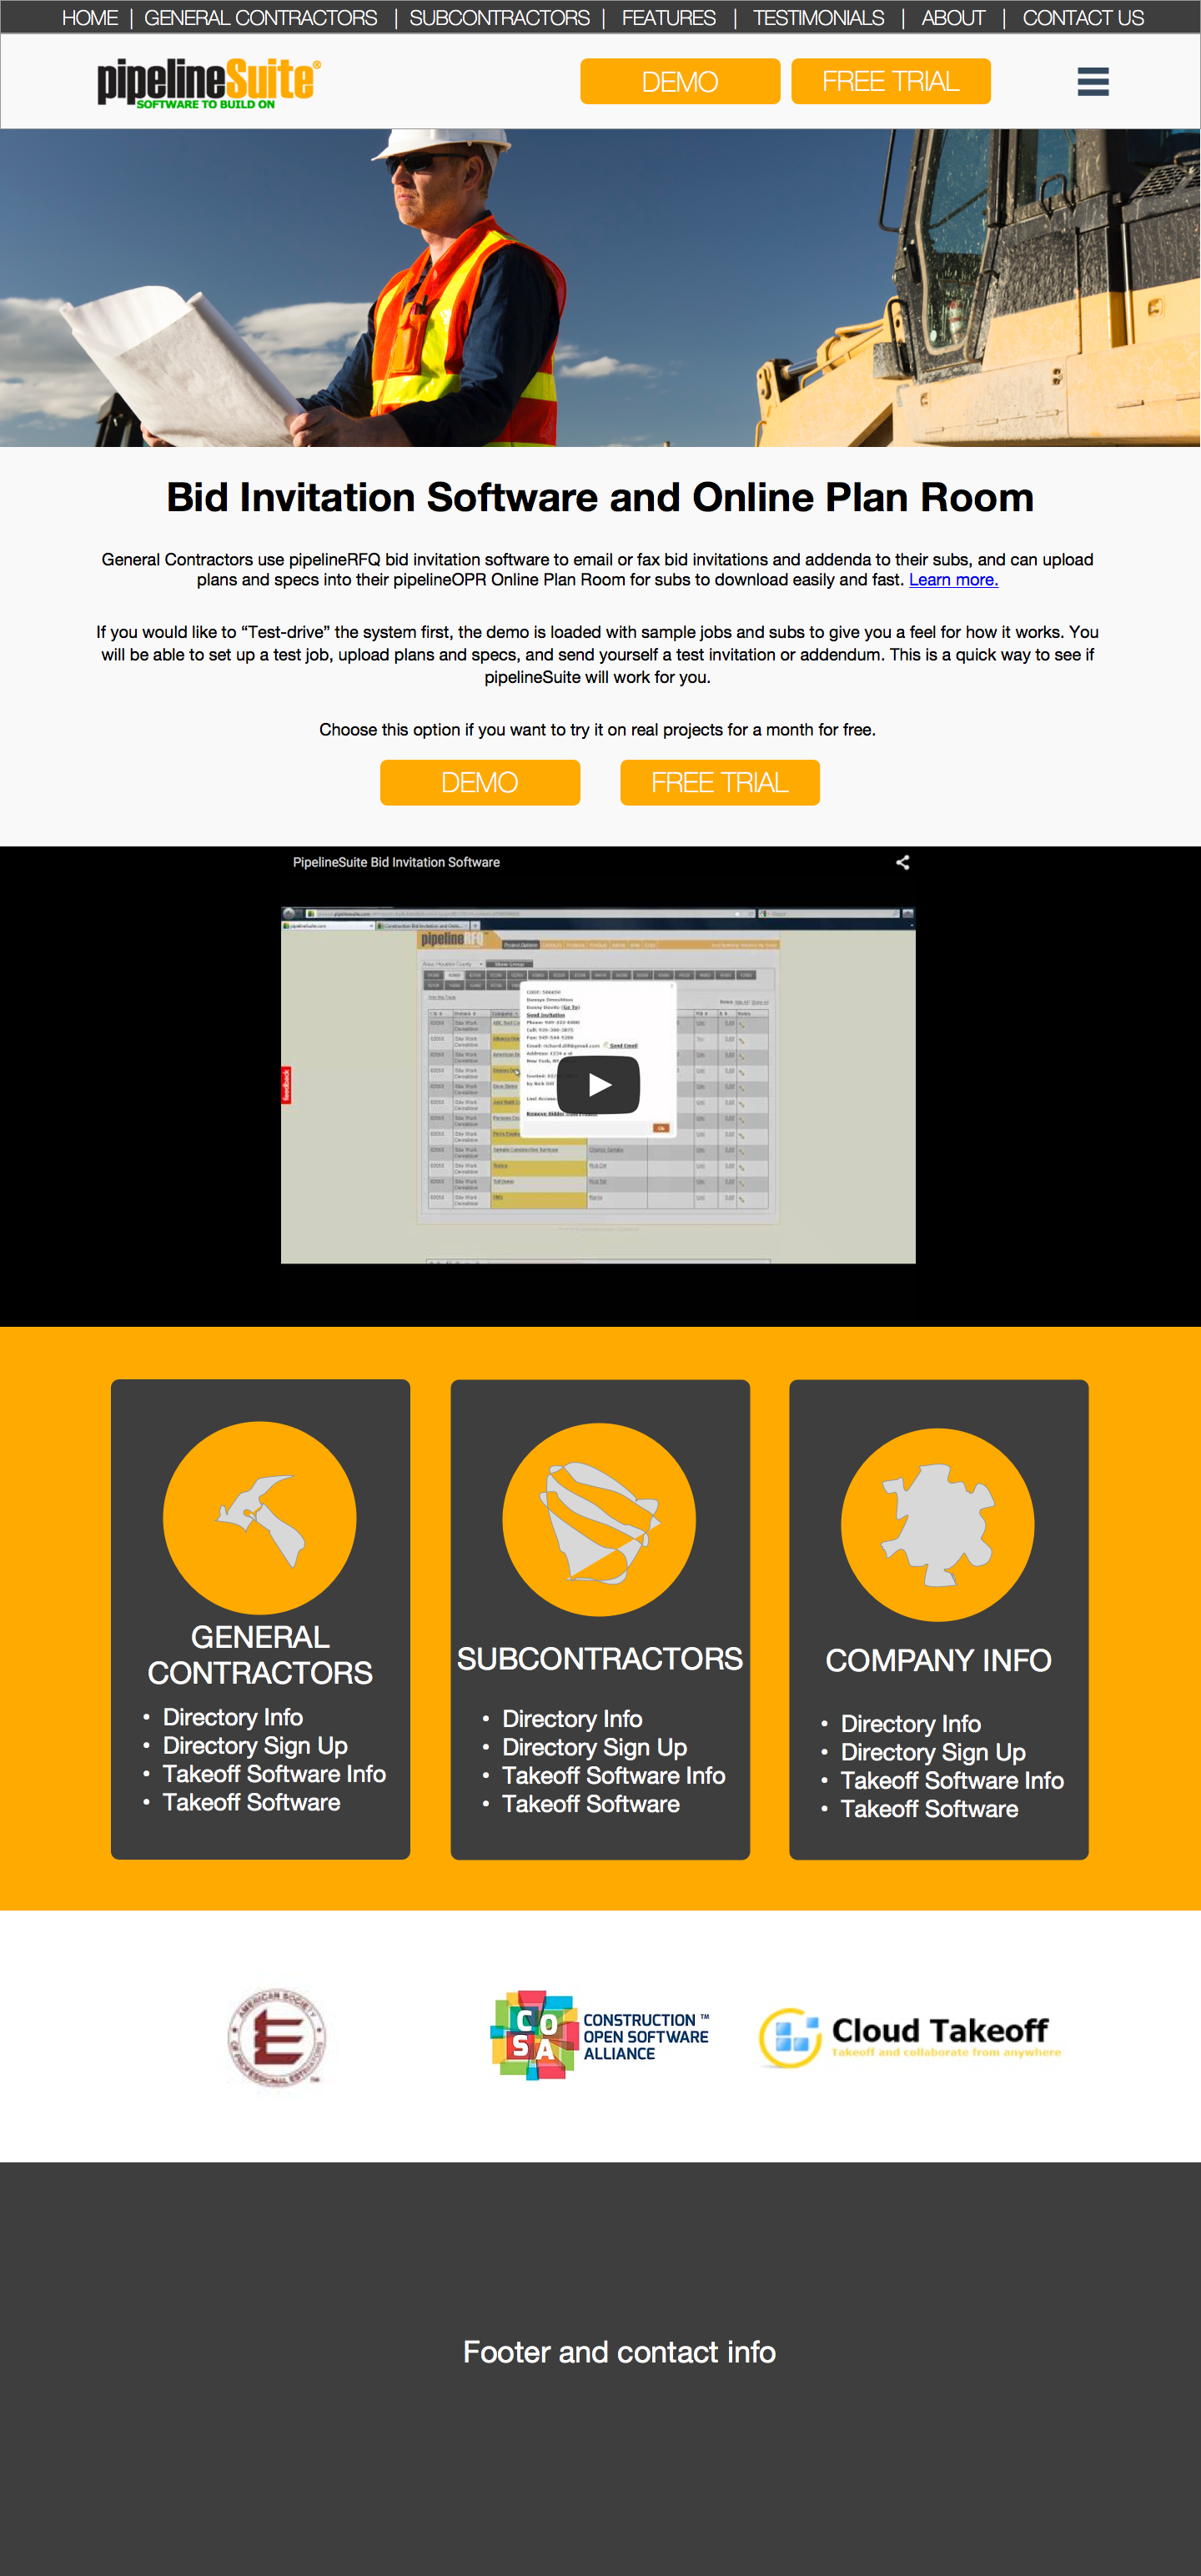 HOME | GENERAL CONTRACTORS | SUBCONTRACTORS | FEATURES | TESTIMONIALS | ABOUT | CONTACT US
pipelineSuite®
SOFTWARE TO BUILD ON
DEMO
FREE TRIAL
Bid Invitation Software and Online Plan Room
General Contractors use pipelineRFQ bid invitation software to email or fax bid invitations and addenda to their subs, and can upload
plans and specs into their pipelineOPR Online Plan Room for subs to download easily and fast. Learn more.
If you would like to “Test-drive” the system first, the demo is loaded with sample jobs and subs to give you a feel for how it works. You
will be able to set up a test job, upload plans and specs, and send yourself a test invitation or addendum. This is a quick way to see if
pipelineSuite will work for you.
Choose this option if you want to try it on real projects for a month for free.
DEMO
FREE TRIAL
PipelineSuite Bid Invitation Software
pipelineRFQ
Send Invitation
Send Email
feedback
Ok
GENERAL
CONTRACTORS
• Directory Info
• Directory Sign Up
• Takeoff Software Info
• Takeoff Software
SUBCONTRACTORS
• Directory Info
• Directory Sign Up
• Takeoff Software Info
• Takeoff Software
COMPANY INFO
• Directory Info
• Directory Sign Up
• Takeoff Software Info
• Takeoff Software
AMERICAN SOCIETY
OF PROFESSIONAL ESTIMATORS
COSA
CONSTRUCTION ™
OPEN SOFTWARE
ALLIANCE
Cloud Takeoff
Takeoff and collaborate from anywhere
Footer and contact info